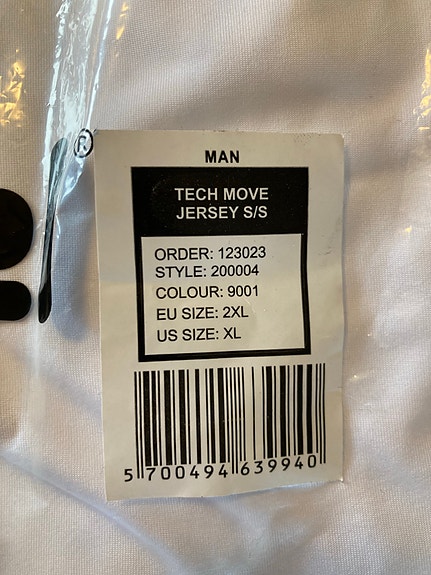 ®
MAN
TECH MOVE
JERSEY S/S
ORDER: 123023
STYLE: 200004
COLOUR: 9001
EU SIZE: 2XL
US SIZE: XL
5 700494 639940